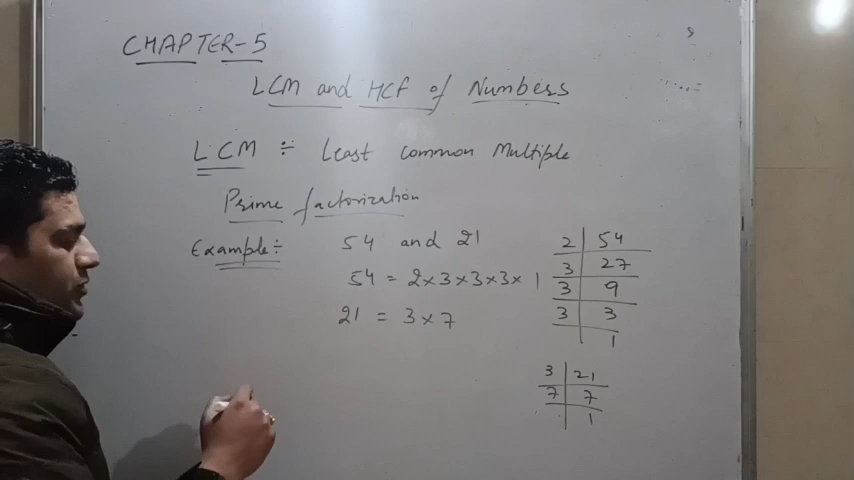 CHAPTER-5
LCM and HCF of Numbers
LCM ÷ Least common Multiple
Prime factorization
Example ÷ 54 and 21
54 = 2×3×3×3×1
21 = 3×7
2 | 54
3 | 27
3 | 9
3 | 3
1
3 | 21
7 | 7
1